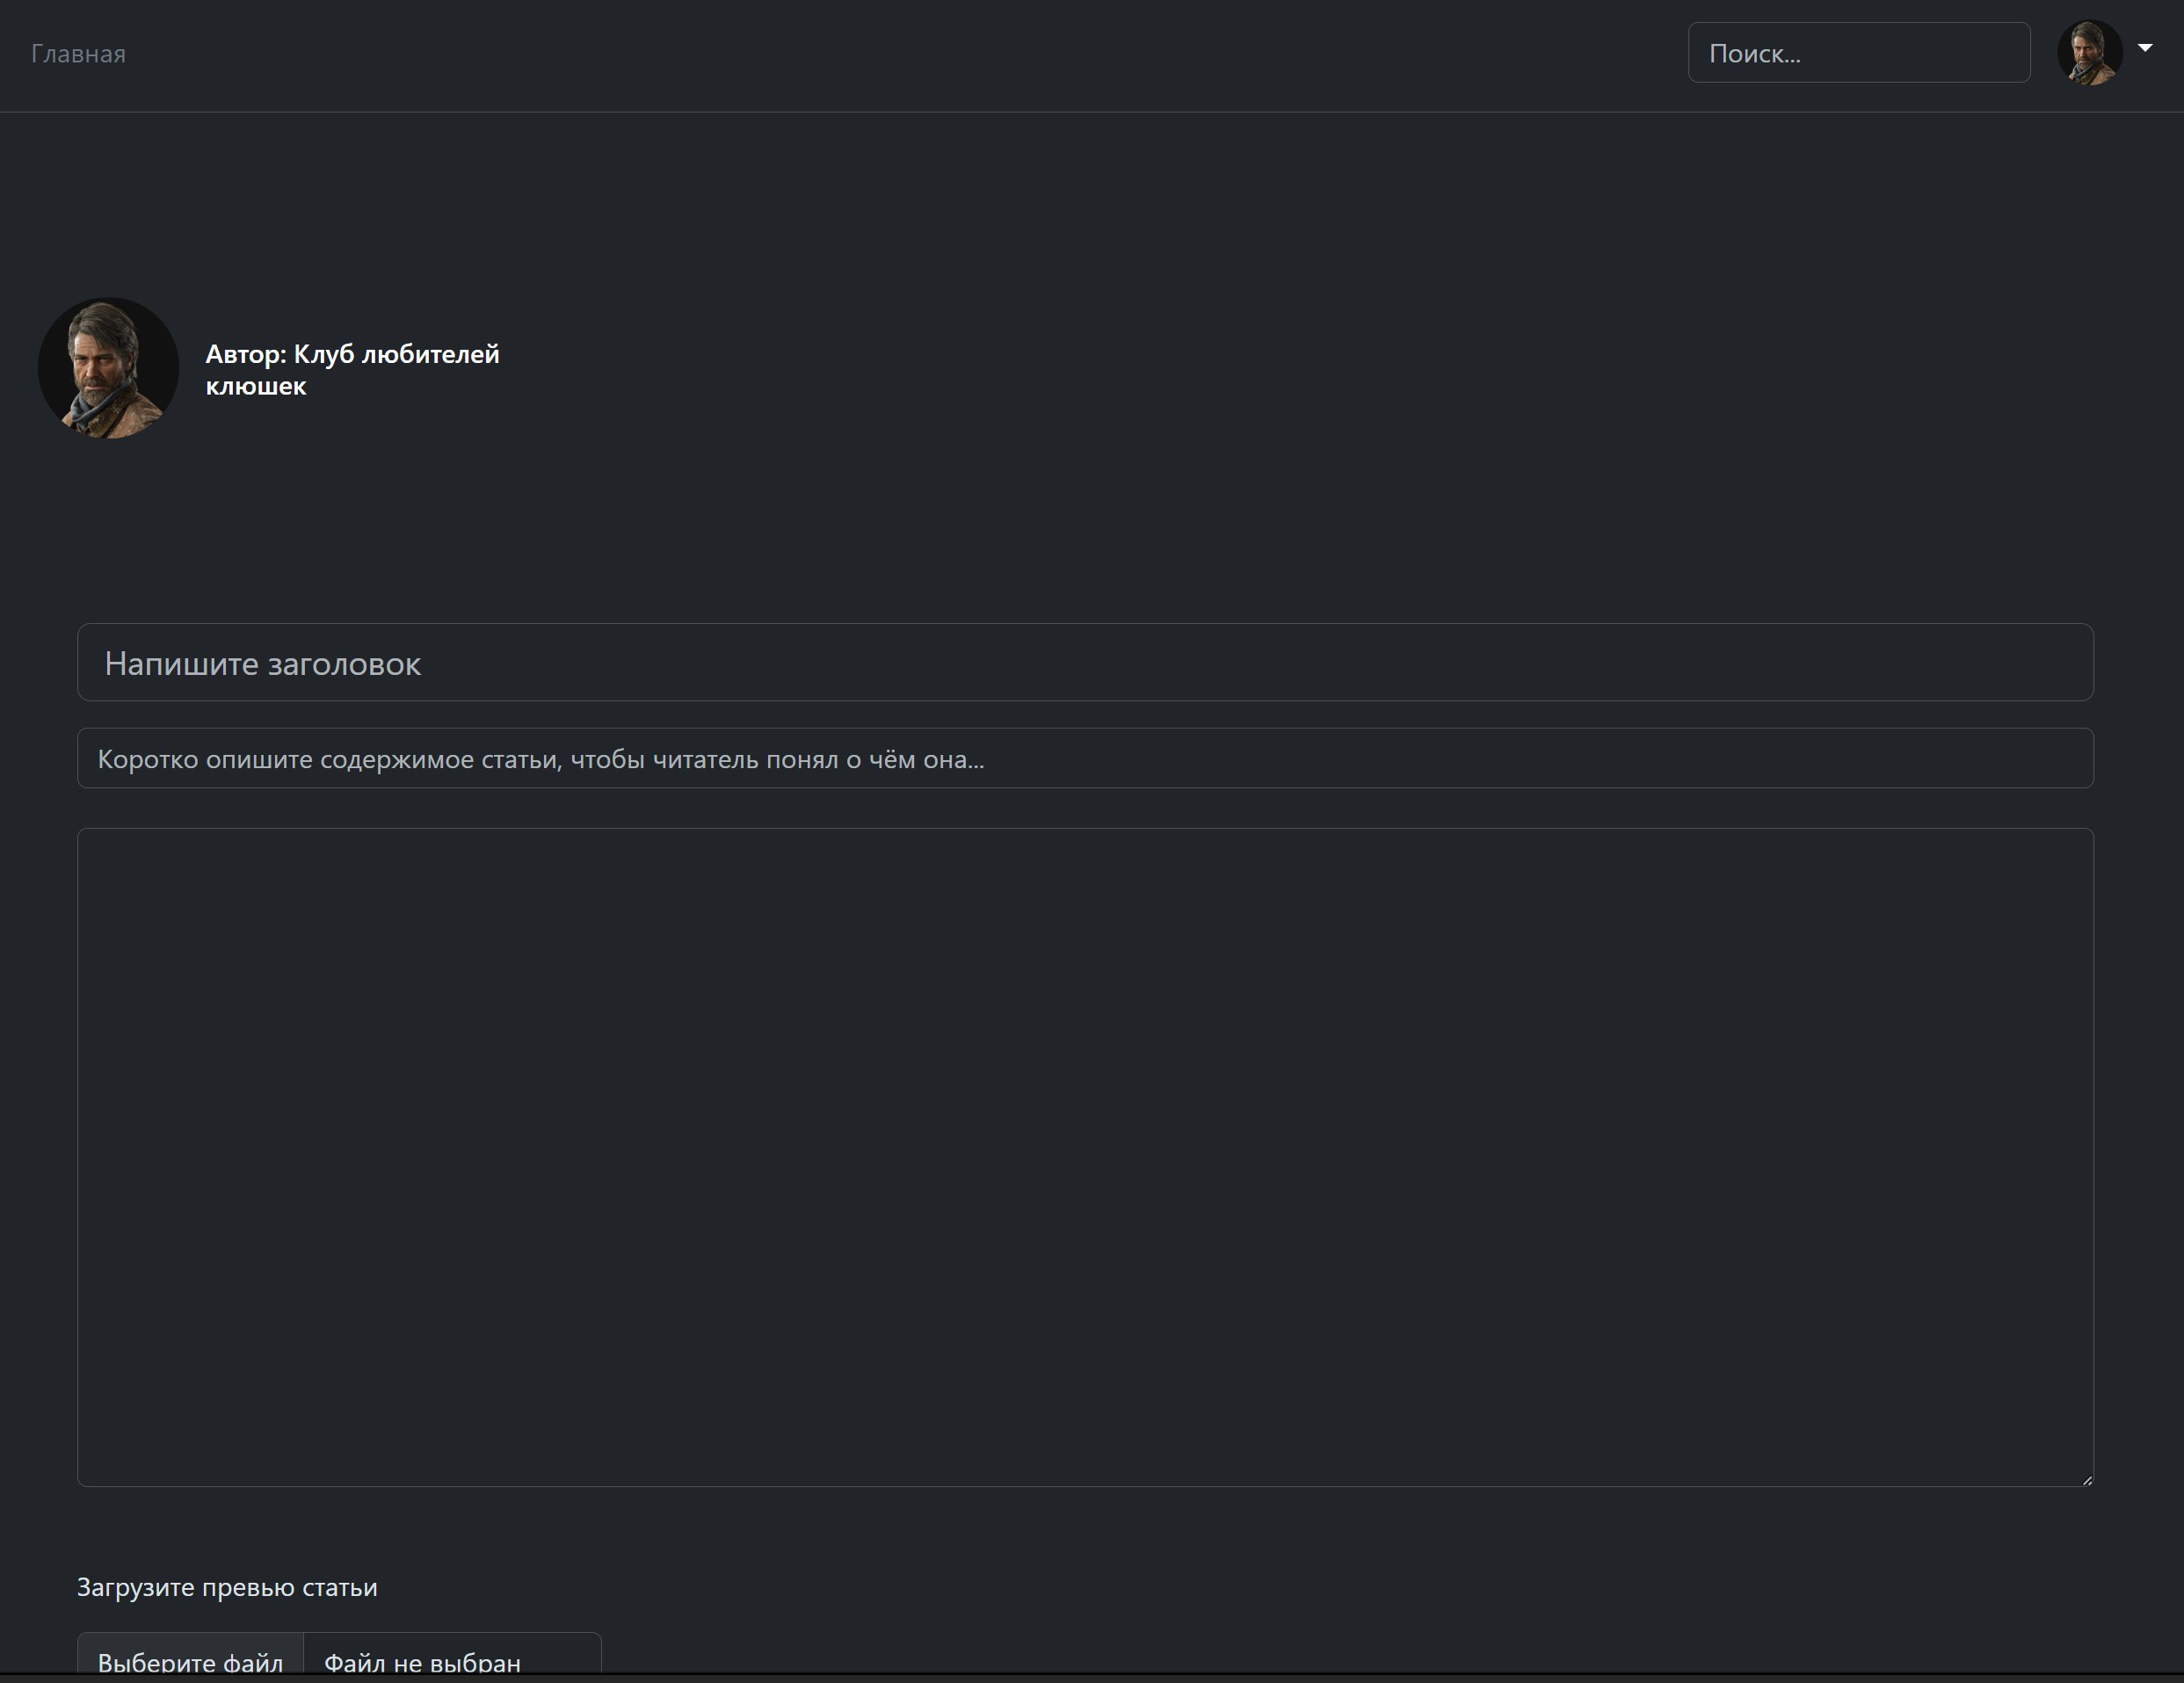 Главная
Поиск...
Автор: Клуб любителей
клюшек
Напишите заголовок
Коротко опишите содержимое статьи, чтобы читатель понял о чём она...
Загрузите превью статьи
Выберите файл Файл не выбран